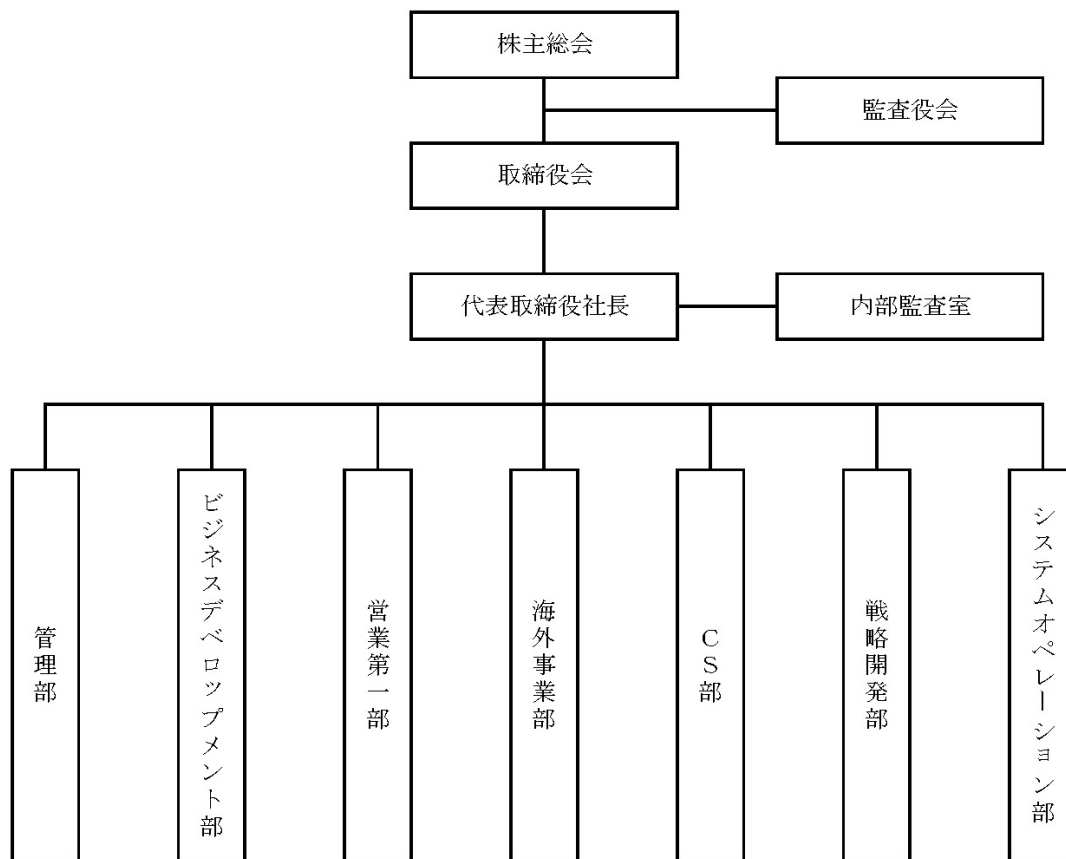 株主総会
監査役会
取締役会
代表取締役社長
内部監査室
管理部
ビジネスデベロップメント部
営業第一部
海外事業部
CS部
戦略開発部
システムオペレーション部